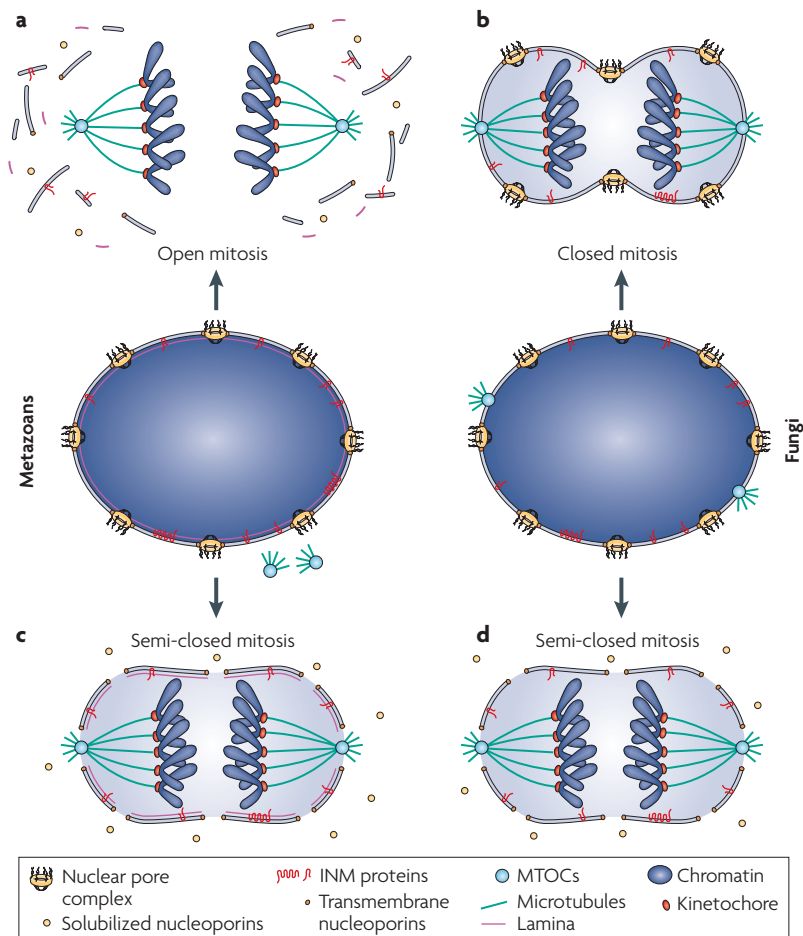 a
b
Open mitosis
Closed mitosis
Metazoans
Fungi
c
d
Semi-closed mitosis
Semi-closed mitosis
Nuclear pore
complex
Solubilized nucleoporins
INM proteins
Transmembrane
nucleoporins
MTOCs
Microtubules
Lamina
Chromatin
Kinetochore